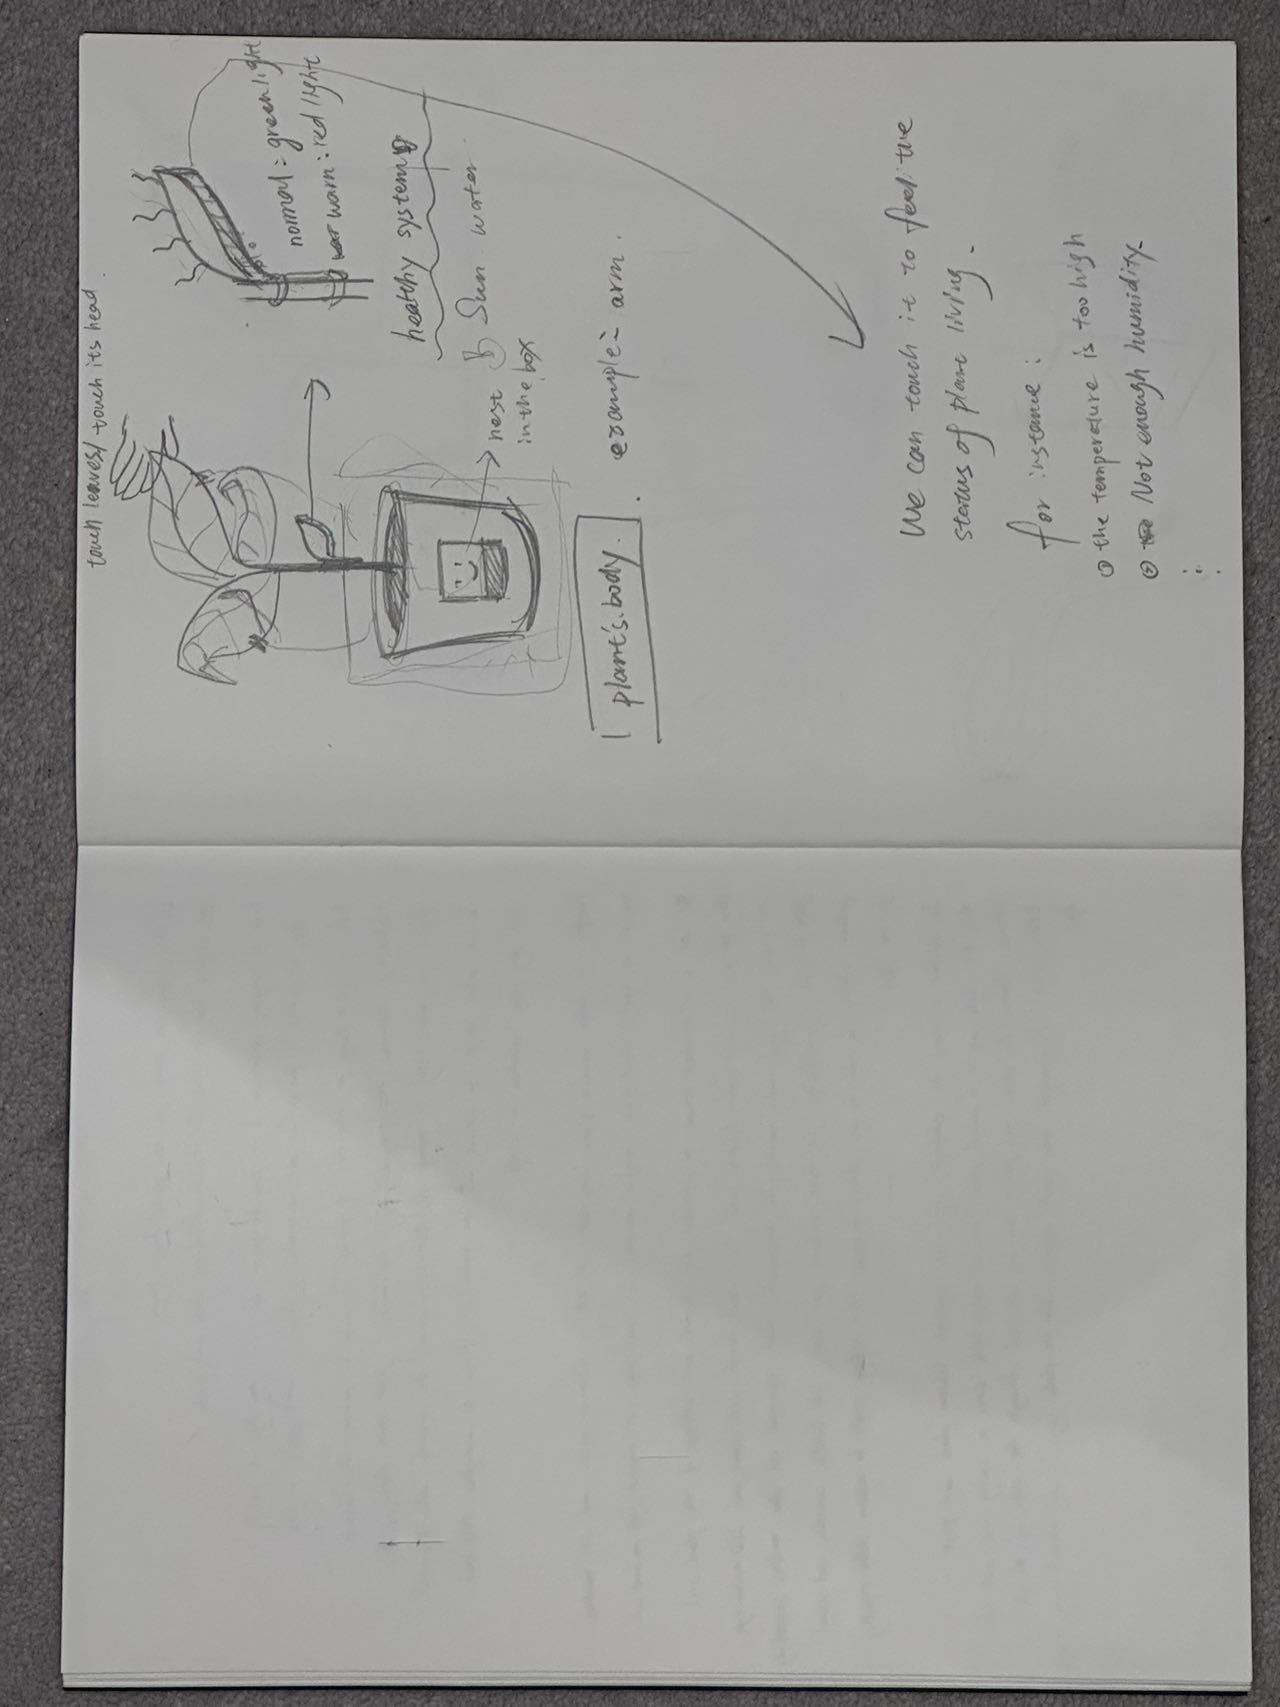 touch leaves/ touch its head.
normal: green light
warn: red light
healthy system
Sun water
nest
in the box
plant's body.
example: arm.
We can touch it to feel the
status of plant living.
for instance:
① the temperature is too high
② Not enough humidity.
⋮